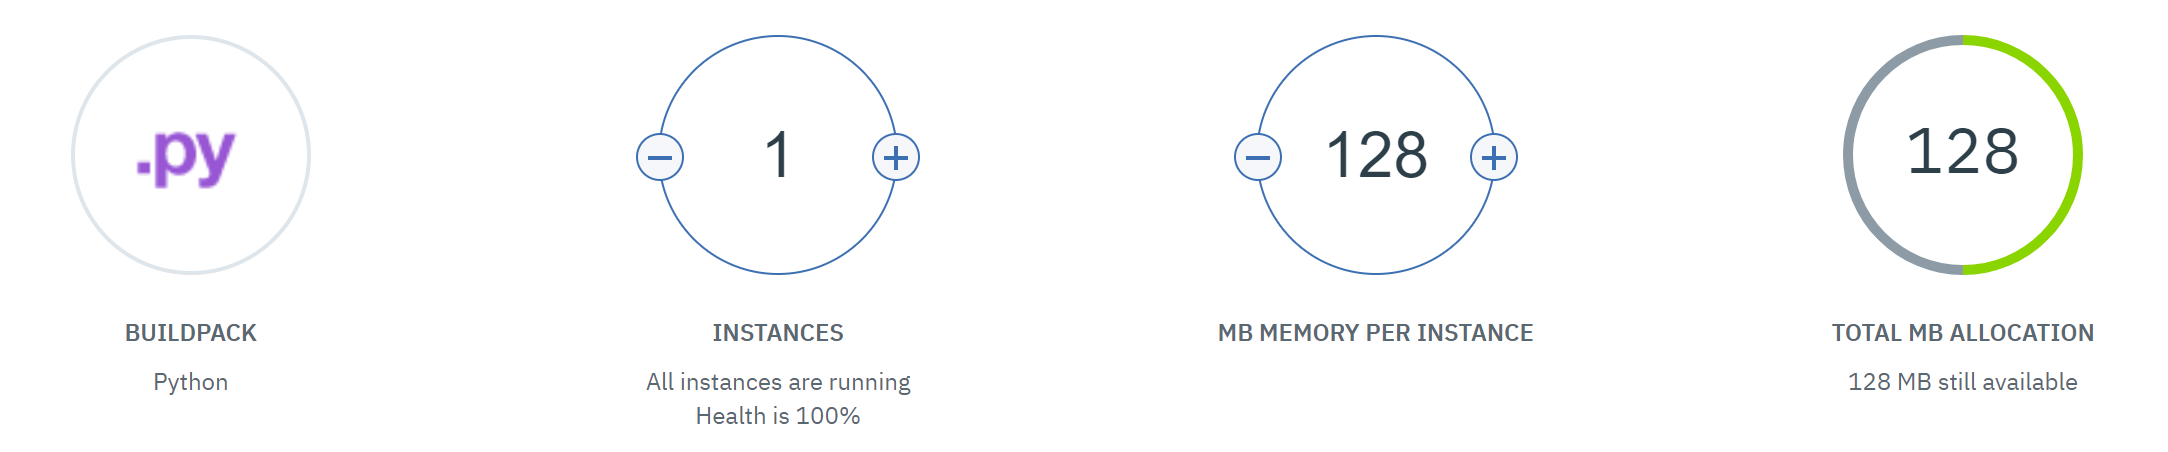 .py
1
128
128
BUILDPACK
Python
INSTANCES
All instances are running
Health is 100%
MB MEMORY PER INSTANCE
TOTAL MB ALLOCATION
128 MB still available